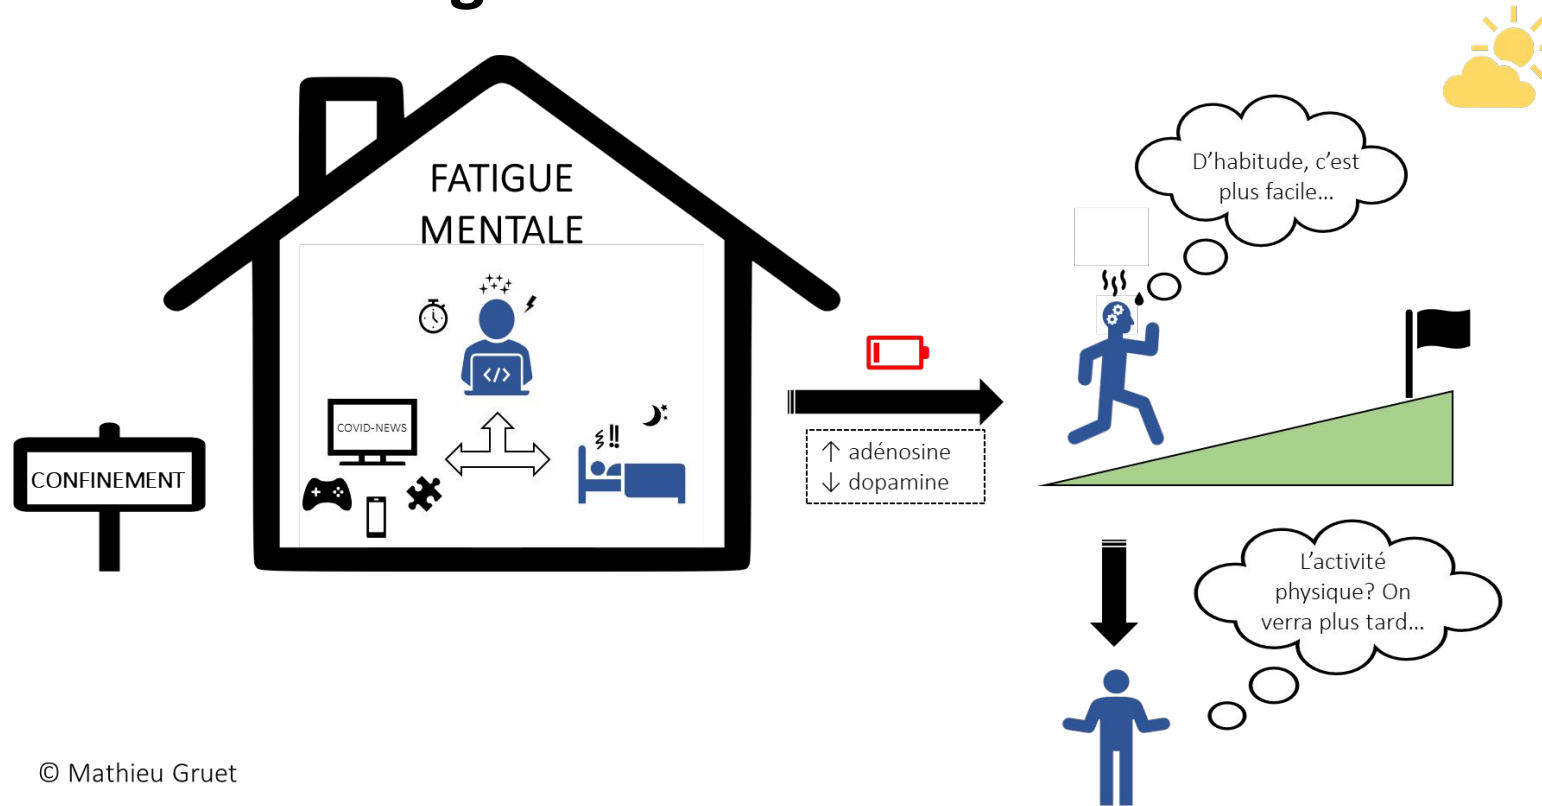 FATIGUE
MENTALE
COVID-NEWS
</>
CONFINEMENT
↑ adénosine
↓ dopamine
D’habitude, c’est
plus facile...
L’activité
physique? On
verra plus tard...
© Mathieu Gruet